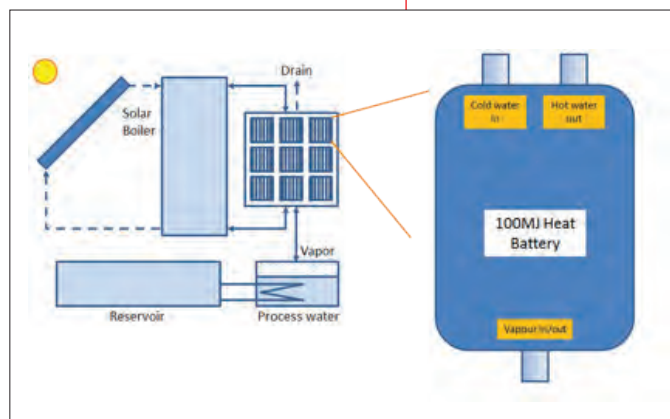 Drain
Solar
Boiler
Vapor
Reservoir
Process water
Cold water
in
Hot water
out
100MJ Heat
Battery
Vapour in/out